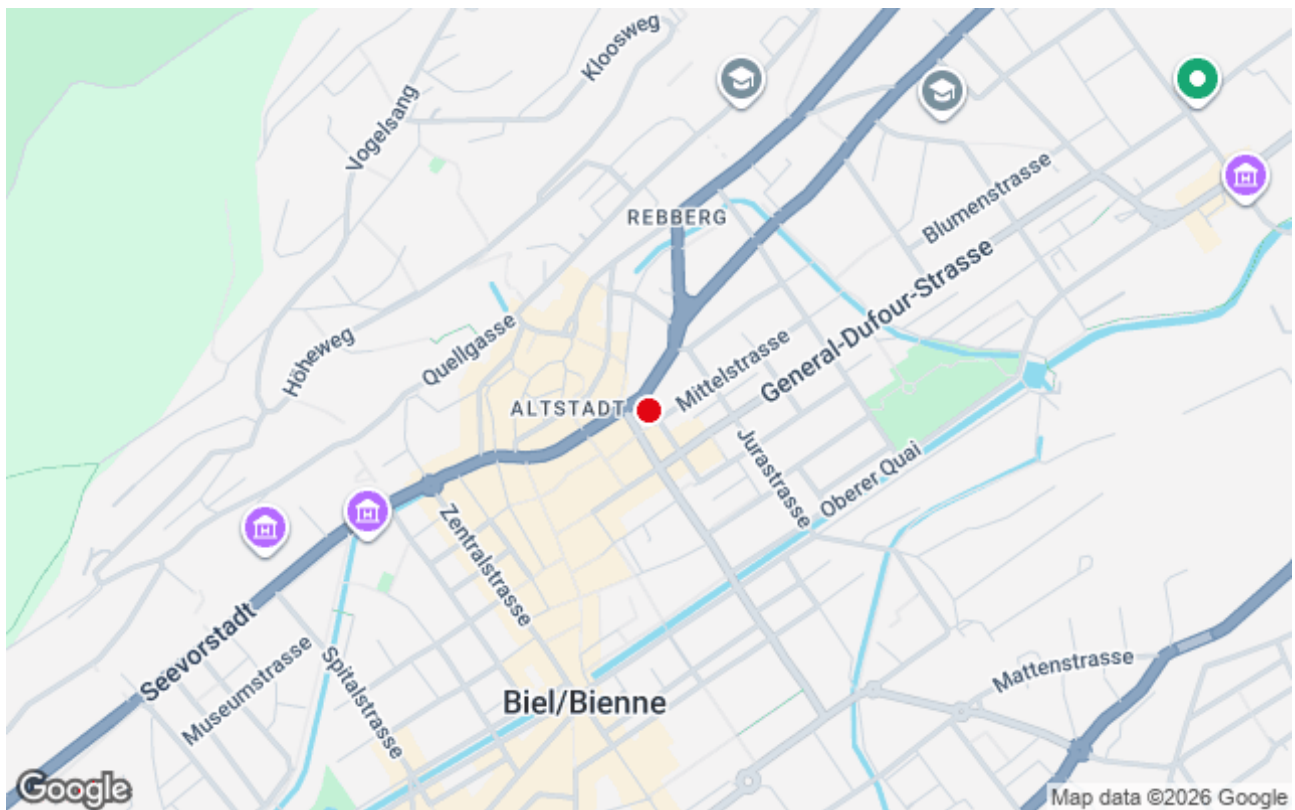 Kloosweg
Vogelsang
REBBERG
Blumenstrasse
Höheweg
Quellgasse
Mittelstrasse
General-Dufour-Strasse
ALTSTADT
Jurastrasse
Oberer Quai
Zentralstrasse
Seevorstadt
Museumstrasse
Spitalstrasse
Mattenstrasse
Biel/Bienne
Google
Map data ©2026 Google